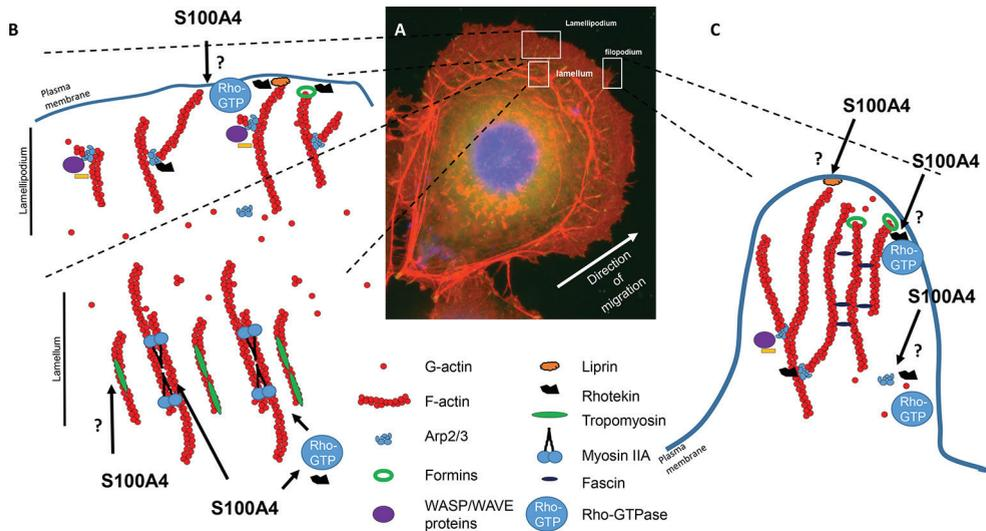 B
S100A4
?
Plasma
membrane
Rho-
GTP
Lamellipodium
Lamellum
?
S100A4
S100A4
Rho-
GTP
A
Lamellipodium
filopodium
lamellum
Direction
of
migration
G-actin
F-actin
Arp2/3
Formins
WASP/WAVE
proteins
Liprin
Rhotekin
Tropomyosin
Myosin IIA
Fascin
Rho-
GTP
Rho-GTPase
C
S100A4
?
S100A4
?
Rho-
GTP
S100A4
?
Rho-
GTP
Plasma
membrane